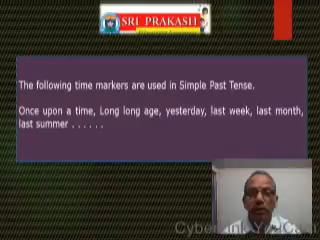 SRI PRAKASH
The following time markers are used in Simple Past Tense.
Once upon a time, Long long age, yesterday, last week, last month,
last summer . . . . . .